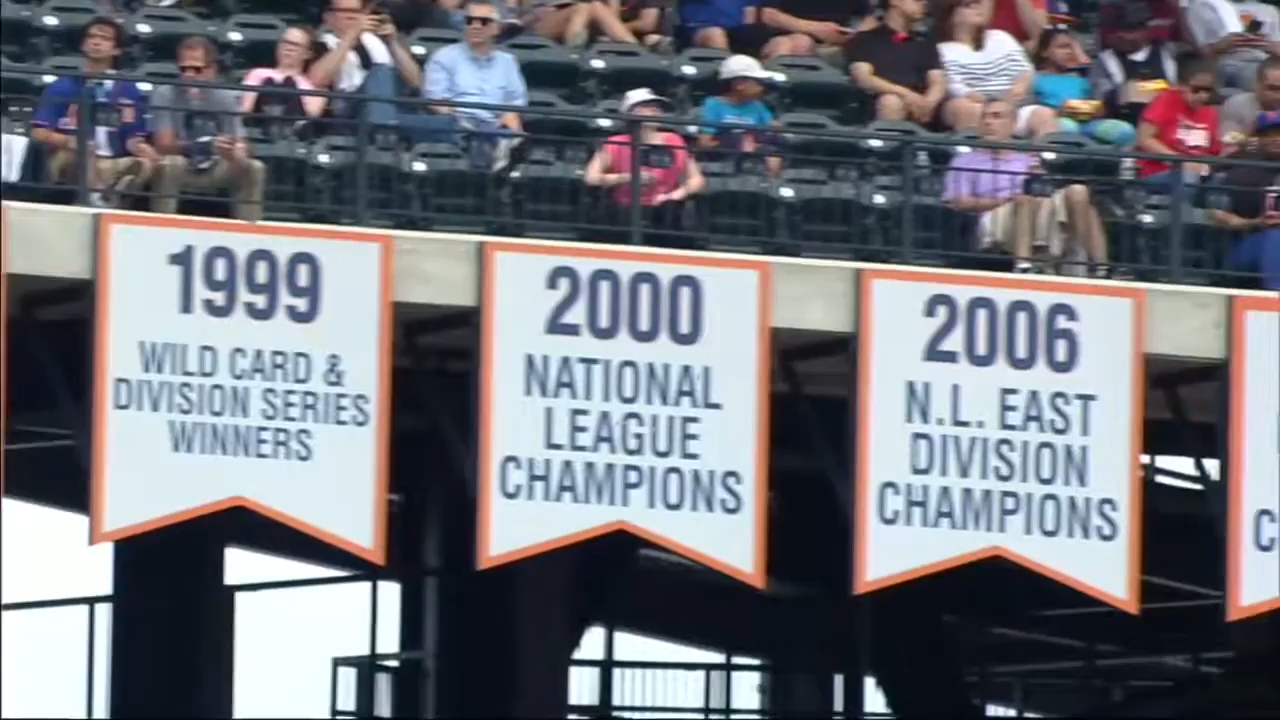 1999
WILD CARD &
DIVISION SERIES
WINNERS
2000
NATIONAL
LEAGUE
CHAMPIONS
2006
N.L. EAST
DIVISION
CHAMPIONS
C